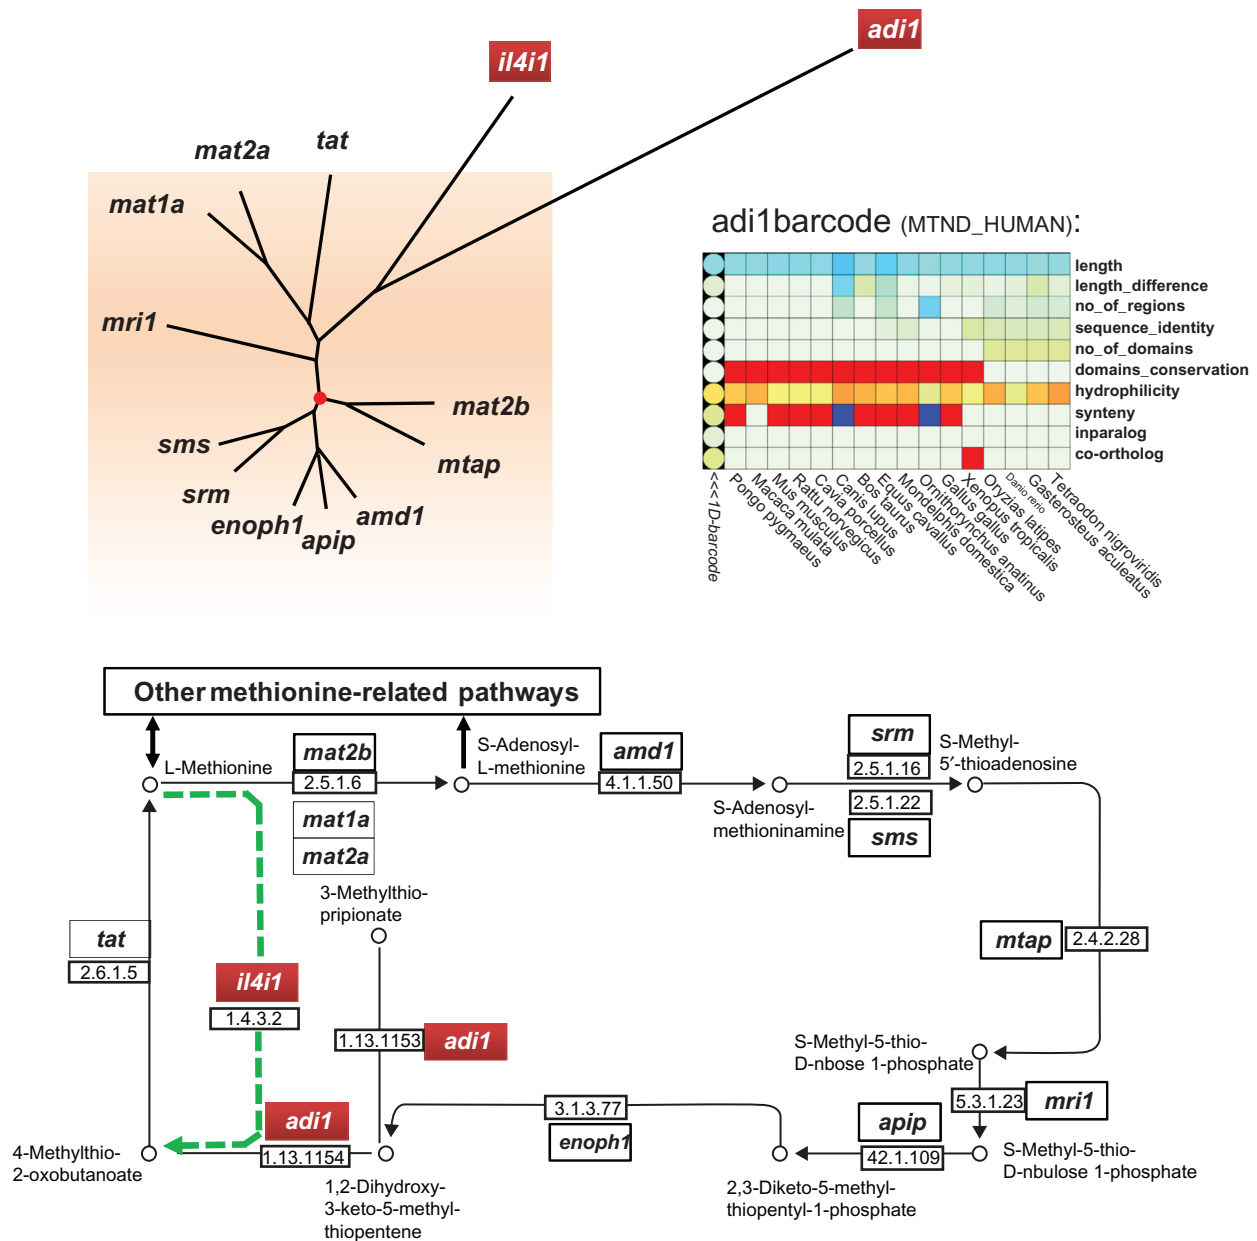 adi1
il4i1
tat
mat2a
mat1a
mri1
mat2b
mtap
sms
srm
enoph1
apip
amd1
adi1barcode (MTND_HUMAN):
length
length_difference
no_of_regions
sequence_identity
no_of_domains
domains_conservation
hydrophilicity
synteny
inparalog
co-ortholog
<<<1D-barcode
Pongo pygmaeus
Macaca mulata
Mus musculus
Rattu norvegicus
Cavia porcellus
Canis lupus
Bos taurus
Equus cavallus
Mondelphis domestica
Ornithorynchus anatinus
Gallus gallus
Xenopus tropicalis
Oryzias latipes
Danio rerio
Gasterosteus aculeatus
Tetraodon nigroviridis
Other methionine-related pathways
L-Methionine
mat2b
2.5.1.6
mat1a
mat2a
S-Adenosyl-
L-methionine
amd1
4.1.1.50
S-Adenosyl-
methioninamine
srm
2.5.1.16
2.5.1.22
sms
S-Methyl-
5′-thioadenosine
3-Methylthio-
pripionate
tat
2.6.1.5
il4i1
1.4.3.2
mtap
2.4.2.28
1.13.1153
adi1
S-Methyl-5-thio-
D-nbose 1-phosphate
5.3.1.23
mri1
3.1.3.77
enoph1
apip
42.1.109
adi1
1.13.1154
4-Methylthio-
2-oxobutanoate
1,2-Dihydroxy-
3-keto-5-methyl-
thiopentene
2,3-Diketo-5-methyl-
thiopentyl-1-phosphate
S-Methyl-5-thio-
D-nbulose 1-phosphate